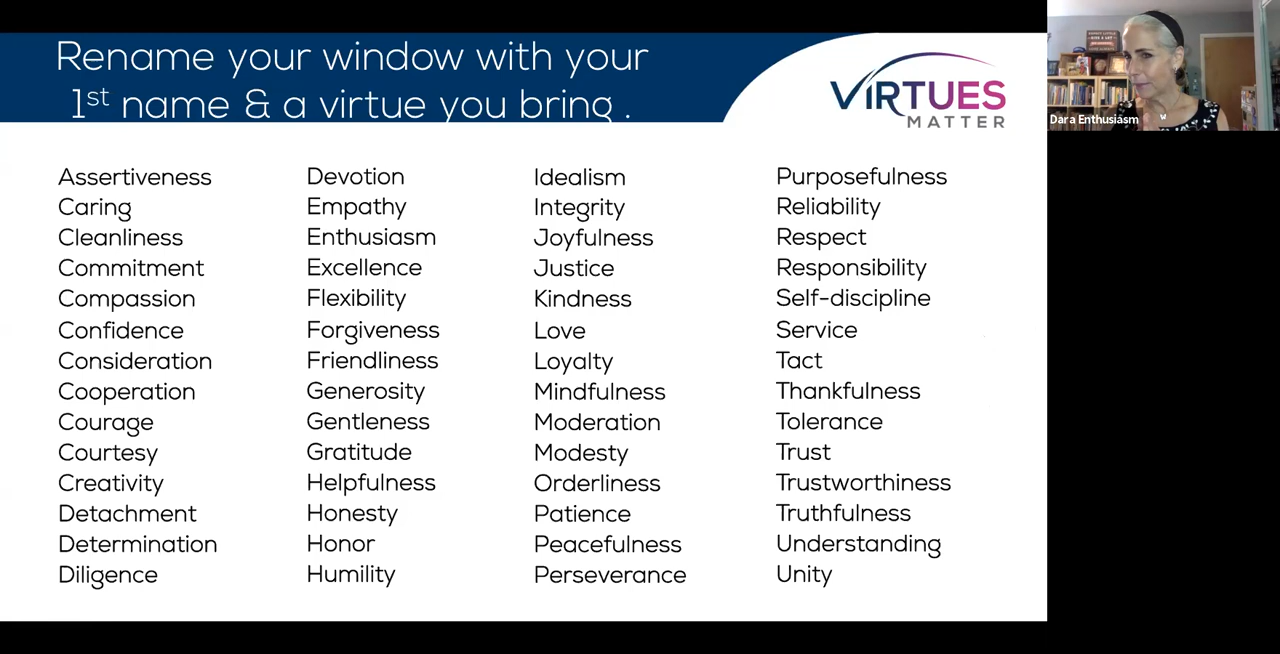 Rename your window with your
1st name & a virtue you bring .
VIRTUES
MATTER
Dara Enthusiasm
Assertiveness
Caring
Cleanliness
Commitment
Compassion
Confidence
Consideration
Cooperation
Courage
Courtesy
Creativity
Detachment
Determination
Diligence
Devotion
Empathy
Enthusiasm
Excellence
Flexibility
Forgiveness
Friendliness
Generosity
Gentleness
Gratitude
Helpfulness
Honesty
Honor
Humility
Idealism
Integrity
Joyfulness
Justice
Kindness
Love
Loyalty
Mindfulness
Moderation
Modesty
Orderliness
Patience
Peacefulness
Perseverance
Purposefulness
Reliability
Respect
Responsibility
Self-discipline
Service
Tact
Thankfulness
Tolerance
Trust
Trustworthiness
Truthfulness
Understanding
Unity